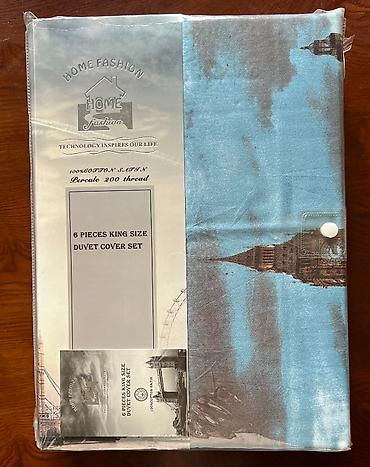 HOME FASHION
HOME
fashion
TECHNOLOGY INSPIRES OUR LIFE
100%COTTON SATIN
Percale 200 thread
6 PIECES KING SIZE
DUVET COVER SET
6 PIECES KING SIZE
DUVET COVER SET